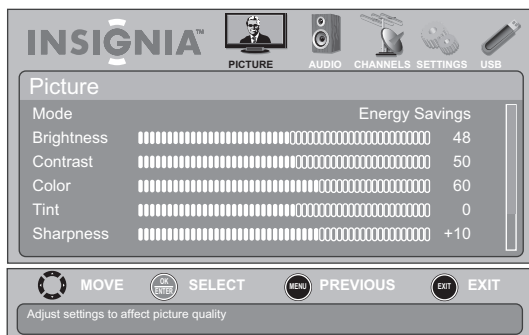 INSIGNIA™
PICTURE AUDIO CHANNELS SETTINGS USB
Picture
Mode Energy Savings
Brightness 48
Contrast 50
Color 60
Tint 0
Sharpness +10
MOVE OK ENTER SELECT MENU PREVIOUS EXIT EXIT
Adjust settings to affect picture quality